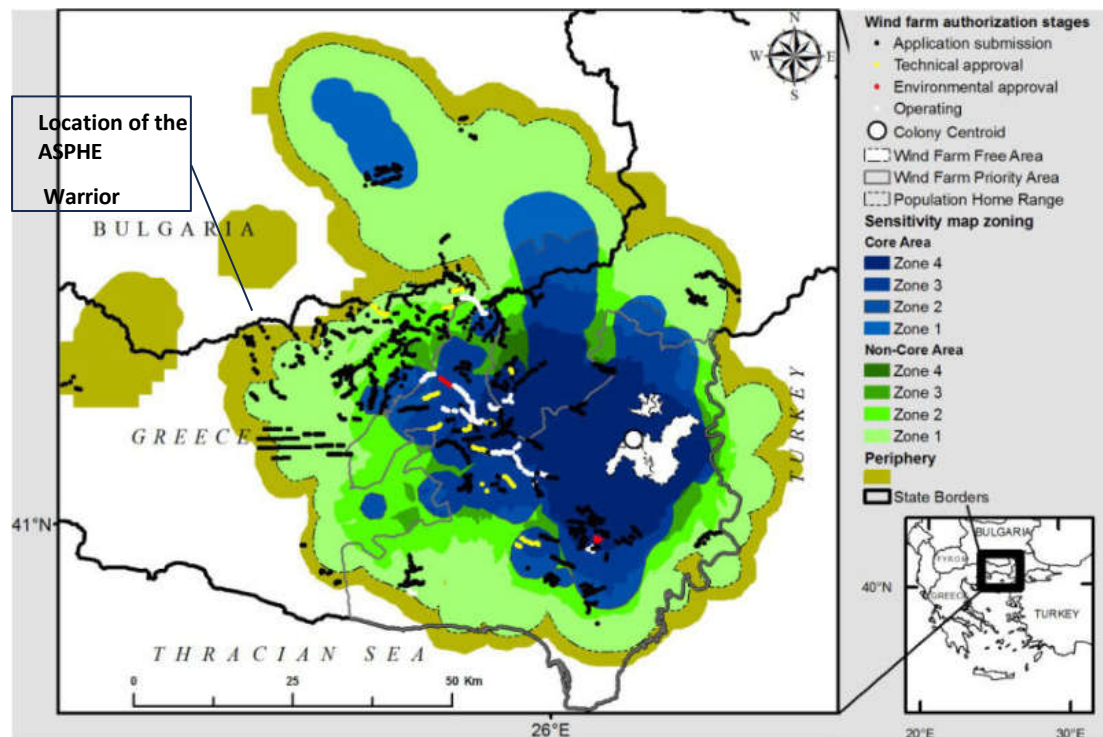 Location of the
ASPHE
Warrior
BULGARIA
GREECE
TURKEY
THRACIAN SEA
N
W
E
S
41°N
26°E
0
25
50 Km
Wind farm authorization stages
Application submission
Technical approval
Environmental approval
Operating
Colony Centroid
Wind Farm Free Area
Wind Farm Priority Area
Population Home Range
Sensitivity map zoning
Core Area
Zone 4
Zone 3
Zone 2
Zone 1
Non-Core Area
Zone 4
Zone 3
Zone 2
Zone 1
Periphery
State Borders
BULGARIA
FYROM
GREECE
TURKEY
40°N
20°E
30°E